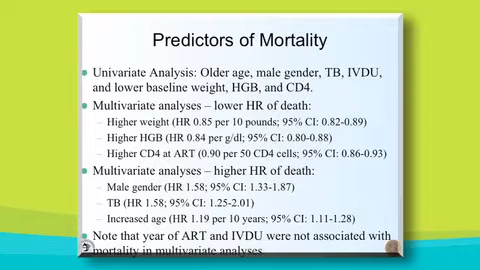 Predictors of Mortality
Univariate Analysis: Older age, male gender, TB, IVDU,
and lower baseline weight, HGB, and CD4.
Multivariate analyses – lower HR of death:
– Higher weight (HR 0.85 per 10 pounds; 95% CI: 0.82-0.89)
– Higher HGB (HR 0.84 per g/dl; 95% CI: 0.80-0.88)
– Higher CD4 at ART (0.90 per 50 CD4 cells; 95% CI: 0.86-0.93)
Multivariate analyses – higher HR of death:
– Male gender (HR 1.58; 95% CI: 1.33-1.87)
– TB (HR 1.58; 95% CI: 1.25-2.01)
– Increased age (HR 1.19 per 10 years; 95% CI: 1.11-1.28)
Note that year of ART and IVDU were not associated with
mortality in multivariate analyses.